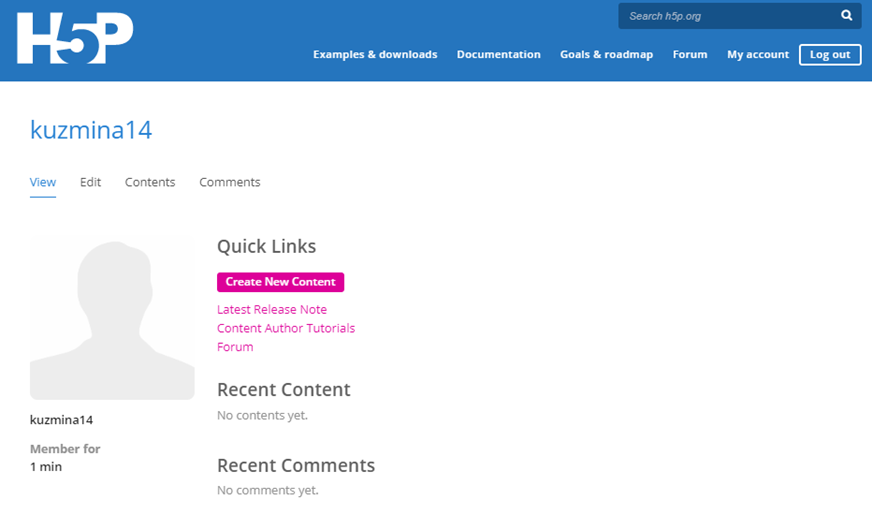 H5P
Search h5p.org
Examples & downloads Documentation Goals & roadmap Forum My account Log out
kuzmina14
View Edit Contents Comments
Quick Links
Create New Content
Latest Release Note
Content Author Tutorials
Forum
Recent Content
No contents yet.
Recent Comments
No comments yet.
kuzmina14
Member for
1 min